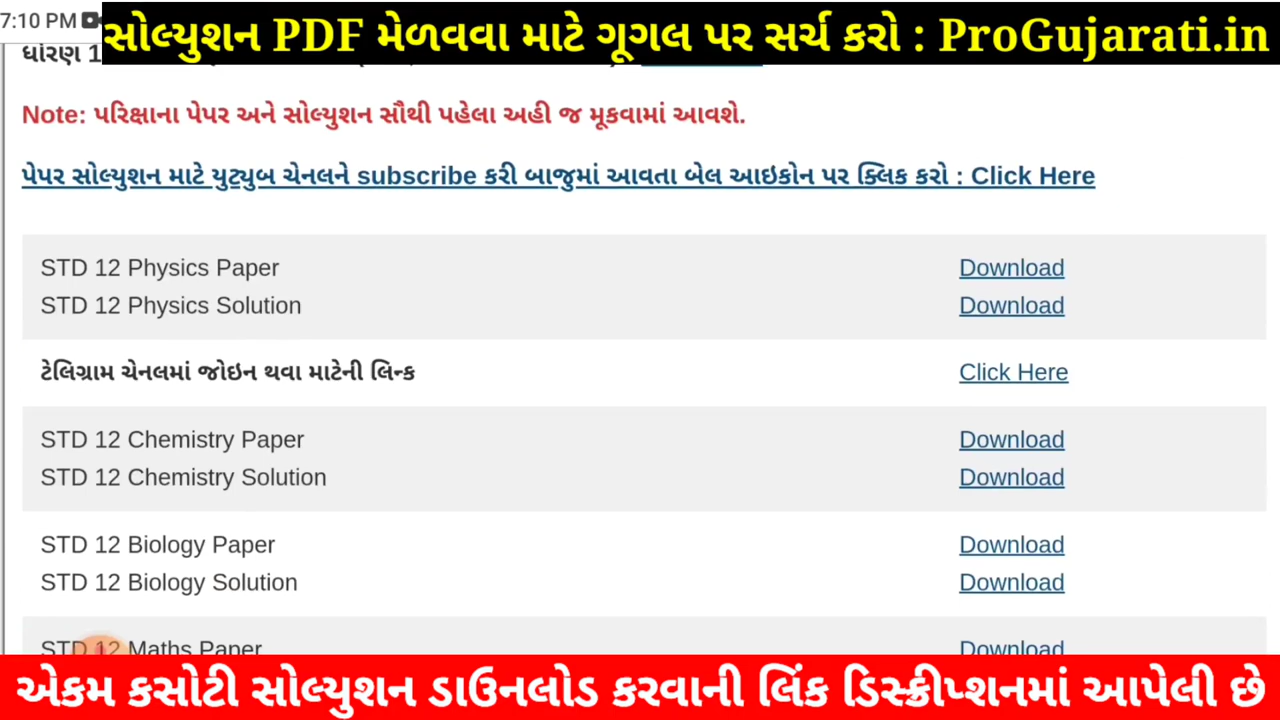 7:10 PM
સોલ્યુશન PDF મેળવવા માટે ગૂગલ પર સર્ચ કરો : ProGujarati.in
Note: પરિક્ષાના પેપર અને સોલ્યુશન સૌથી પહેલા અહી જ મૂકવામાં આવશે.
પેપર સોલ્યુશન માટે યુટ્યુબ ચેનલને subscribe કરી બાજુમાં આવતા બેલ આઇકોન પર ક્લિક કરો : Click Here
STD 12 Physics Paper Download
STD 12 Physics Solution Download
ટેલિગ્રામ ચેનલમાં જોઇન થવા માટેની લિન્ક Click Here
STD 12 Chemistry Paper Download
STD 12 Chemistry Solution Download
STD 12 Biology Paper Download
STD 12 Biology Solution Download
STD 12 Maths Paper Download
એકમ કસોટી સોલ્યુશન ડાઉનલોડ કરવાની લિંક ડિસ્ક્રીપ્શનમાં આપેલી છે